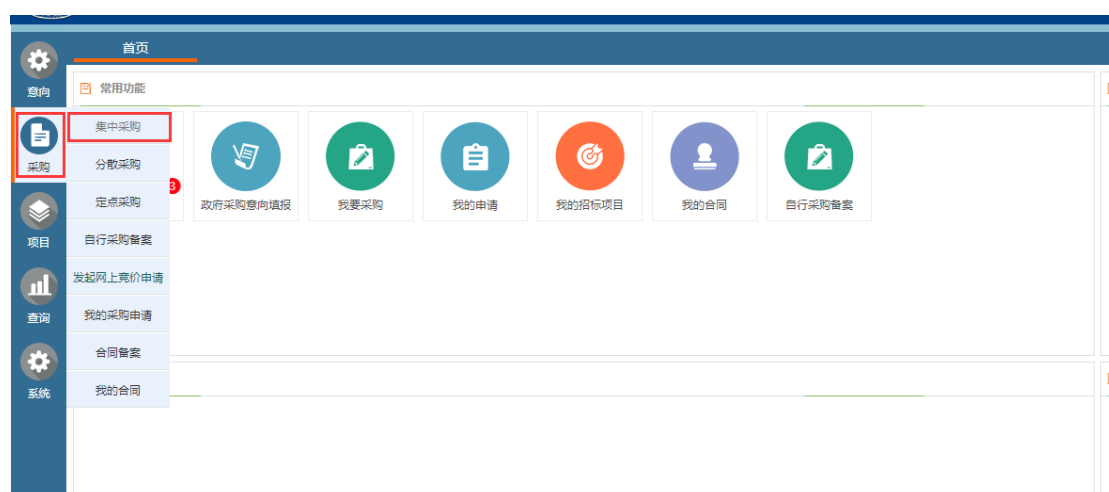 首页
意向
常用功能
采购
集中采购
分散采购
定点采购
自行采购备案
发起网上竞价申请
我的采购申请
合同备案
我的合同
3
政府采购意向填报
我要采购
我的申请
我的招标项目
我的合同
自行采购备案
项目
查询
系统